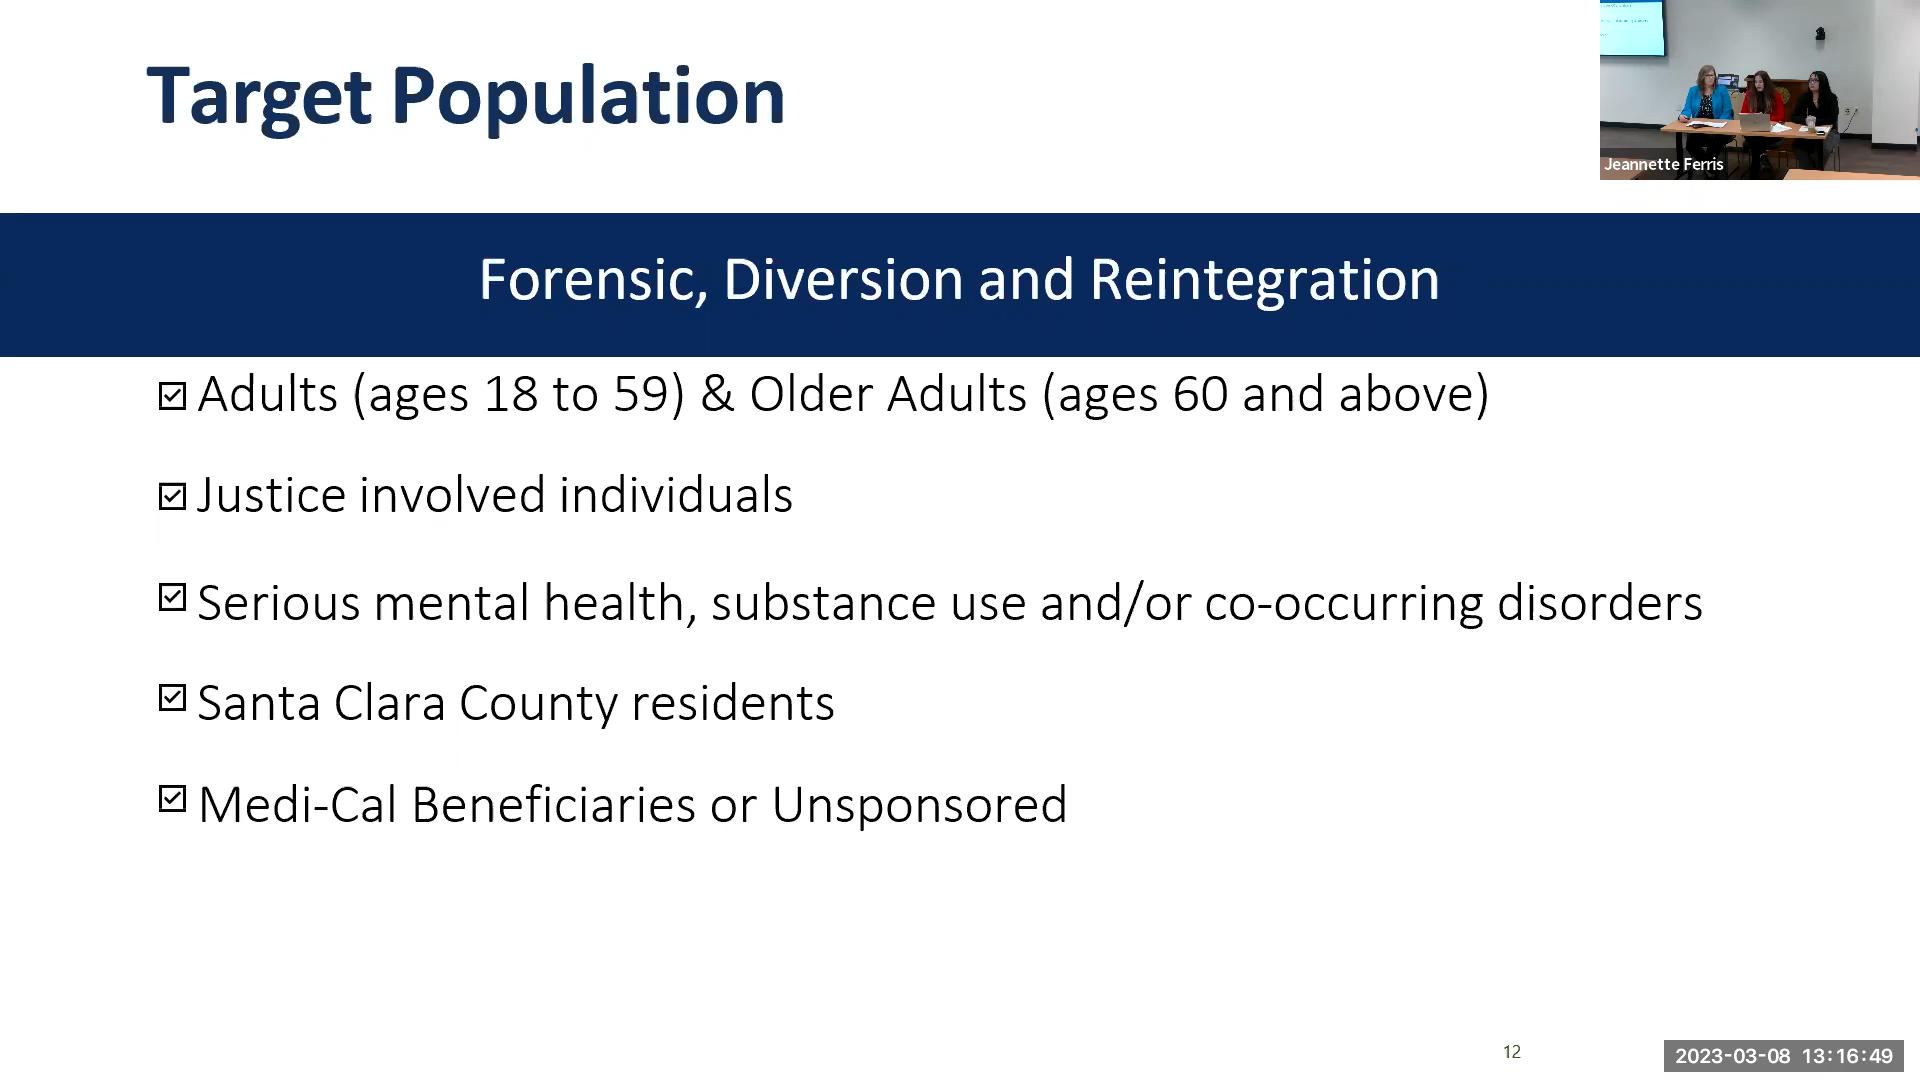 Target Population
Jeannette Ferris
Forensic, Diversion and Reintegration
Adults (ages 18 to 59) & Older Adults (ages 60 and above)
Justice involved individuals
Serious mental health, substance use and/or co-occurring disorders
Santa Clara County residents
Medi-Cal Beneficiaries or Unsponsored
12
2023-03-08 13:16:49